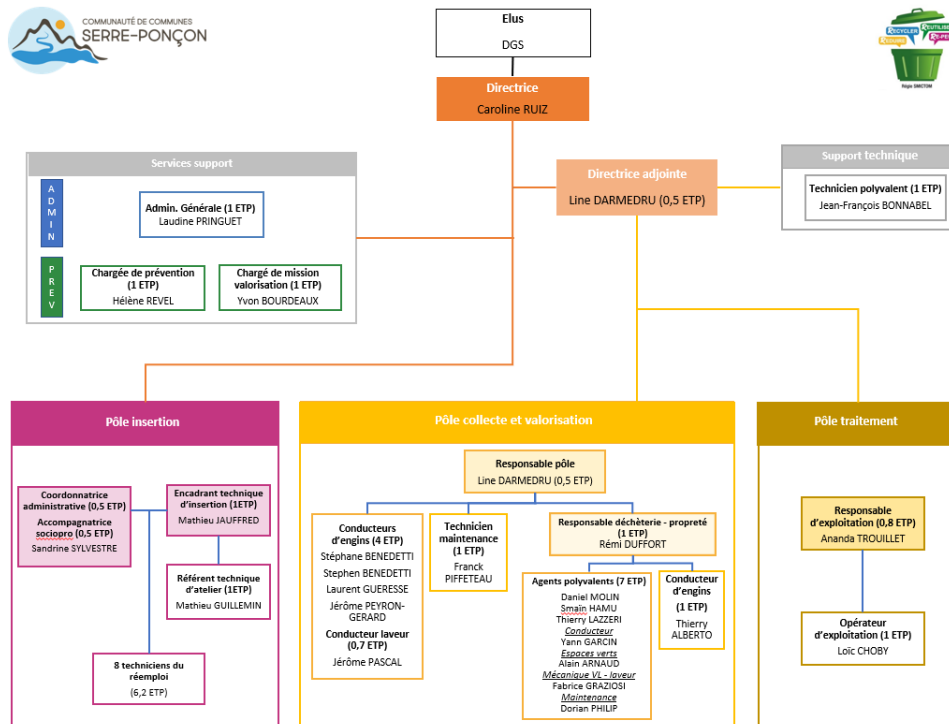 COMMUNAUTÉ DE COMMUNES
SERRE-PONÇON
Elus
DGS
RECYCLER
RÉUTILISER
RÉDUIRE
Régie SMICTOM
Directrice
Caroline RUIZ
Services support
ADMIN
Admin. Générale (1 ETP)
Laudine PRINGUET
PREV
Chargée de prévention
(1 ETP)
Hélène REVEL
Chargé de mission
valorisation (1 ETP)
Yvon BOURDEAUX
Directrice adjointe
Line DARMEDRU (0,5 ETP)
Support technique
Technicien polyvalent (1 ETP)
Jean-François BONNABEL
Pôle insertion
Coordonnatrice
administrative (0,5 ETP)
Accompagnatrice
sociopro (0,5 ETP)
Sandrine SYLVESTRE
Encadrant technique
d'insertion (1ETP)
Mathieu JAUFFRED
Référent technique
d'atelier (1ETP)
Mathieu GUILLEMIN
8 techniciens du
réemploi
(6,2 ETP)
Pôle collecte et valorisation
Responsable pôle
Line DARMEDRU (0,5 ETP)
Conducteurs
d'engins (4 ETP)
Stéphane BENEDETTI
Stephen BENEDETTI
Laurent GUERESSE
Jérôme PEYRON-
GERARD
Conducteur laveur
(0,7 ETP)
Jérôme PASCAL
Technicien
maintenance
(1 ETP)
Franck
PIFFETEAU
Responsable déchèterie - propreté
(1 ETP)
Rémi DUFFORT
Agents polyvalents (7 ETP)
Daniel MOLIN
Smaïn HAMU
Thierry LAZZERI
Conducteur
Yann GARCIN
Espaces verts
Alain ARNAUD
Mécanique VL - laveur
Fabrice GRAZIOSI
Maintenance
Dorian PHILIP
Conducteur
d'engins
(1 ETP)
Thierry
ALBERTO
Pôle traitement
Responsable
d'exploitation (0,8 ETP)
Ananda TROUILLET
Opérateur
d'exploitation (1 ETP)
Loïc CHOBY